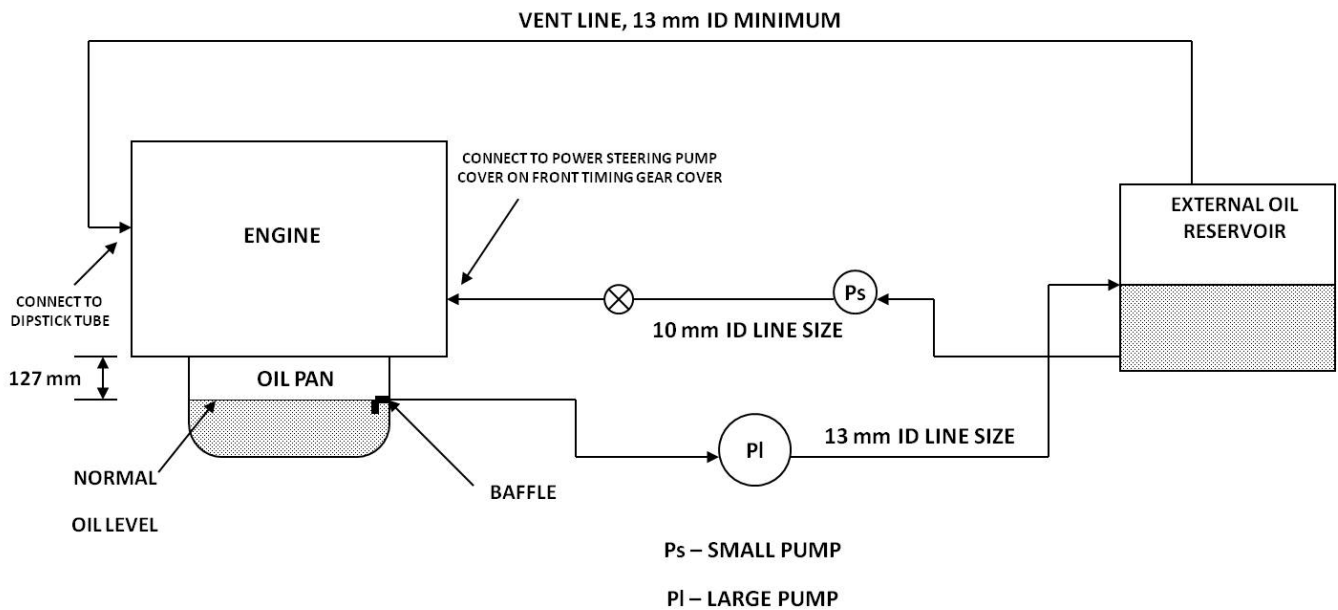 VENT LINE, 13 mm ID MINIMUM
CONNECT TO POWER STEERING PUMP
COVER ON FRONT TIMING GEAR COVER
ENGINE
EXTERNAL OIL
RESERVOIR
CONNECT TO
DIPSTICK TUBE
Ps
10 mm ID LINE SIZE
127 mm
OIL PAN
Pl
13 mm ID LINE SIZE
NORMAL
OIL LEVEL
BAFFLE
Ps – SMALL PUMP
Pl – LARGE PUMP